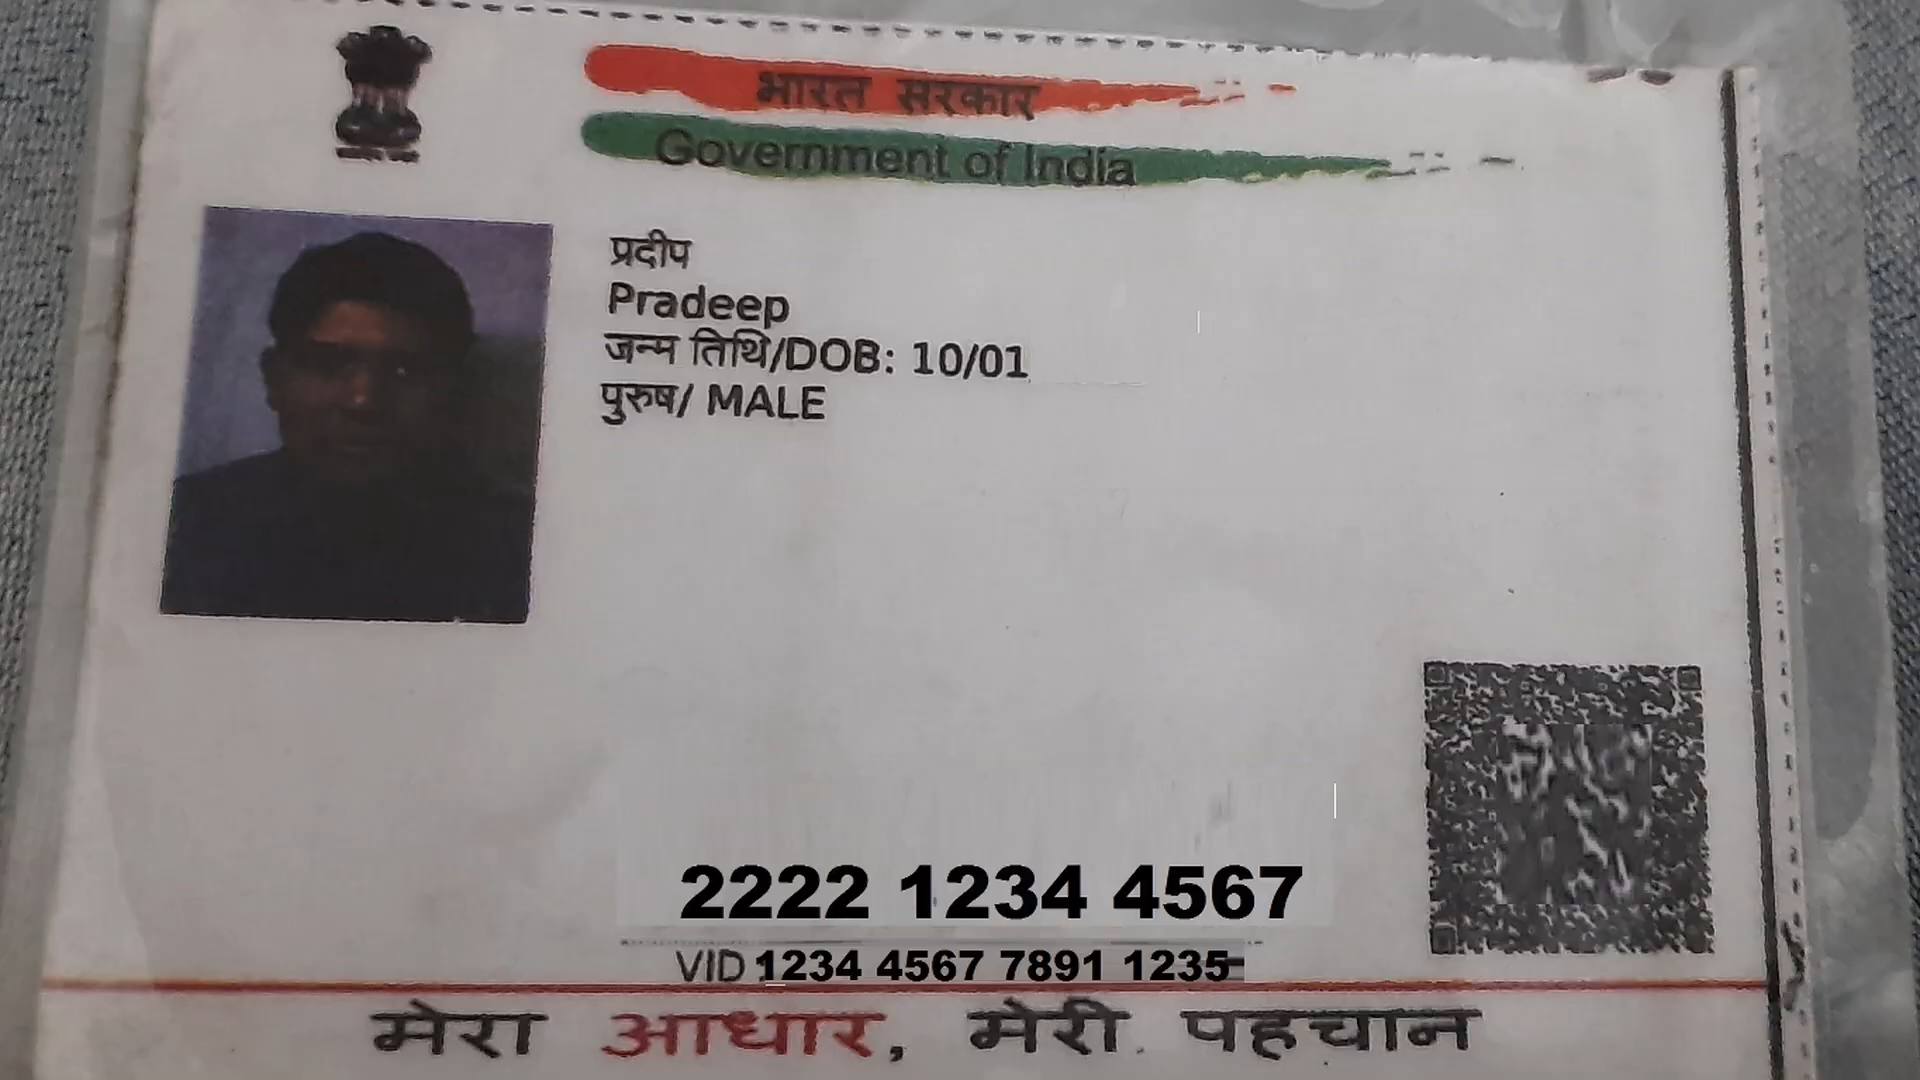 भारत सरकार
Government of India
प्रदीप
Pradeep
जन्म तिथि/DOB: 10/01
पुरुष/ MALE
2222 1234 4567
VID 1234 4567 7891 1235
मेरा आधार, मेरी पहचान